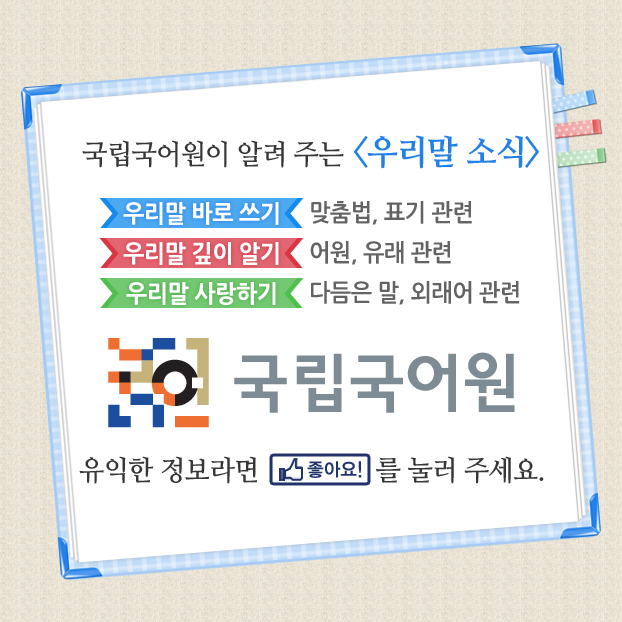 국립국어원이 알려 주는 〈우리말 소식〉
우리말 바로 쓰기 맞춤법, 표기 관련
우리말 깊이 알기 어원, 유래 관련
우리말 사랑하기 다듬은 말, 외래어 관련
국립국어원
유익한 정보라면 좋아요! 를 눌러 주세요.